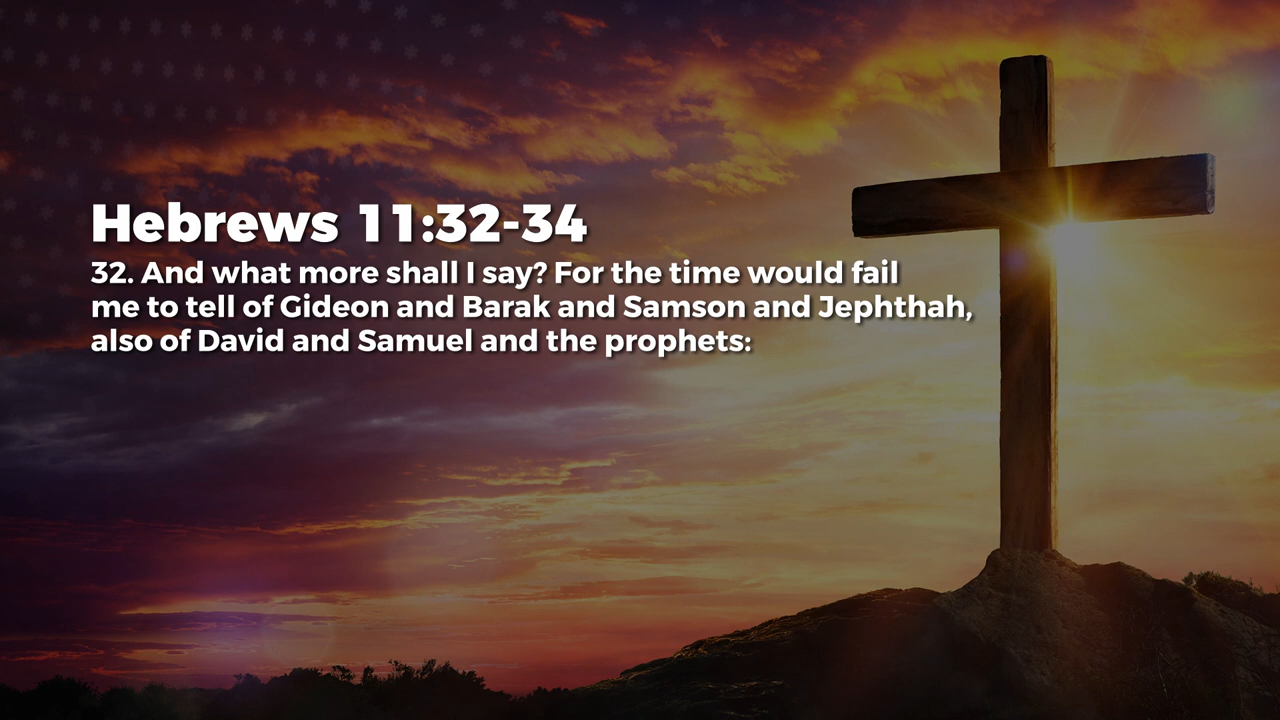 Hebrews 11:32-34
32. And what more shall I say? For the time would fail
me to tell of Gideon and Barak and Samson and Jephthah,
also of David and Samuel and the prophets: